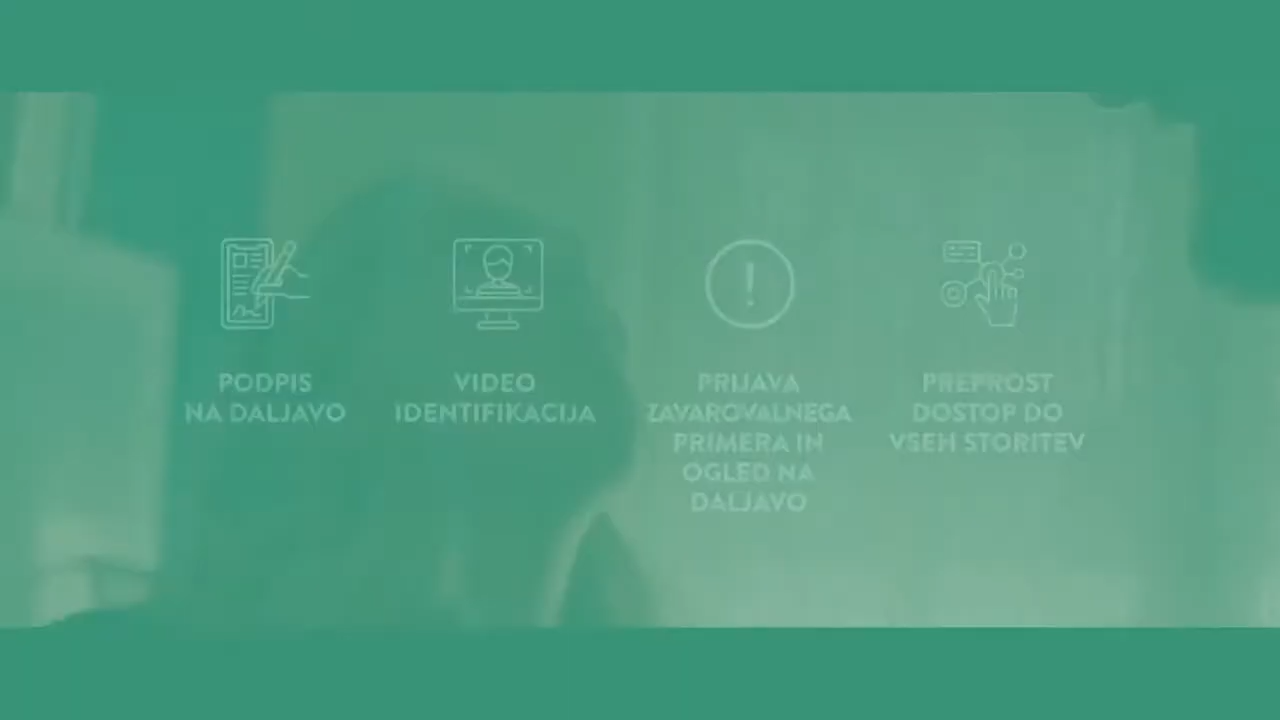 PODPIS
NA DALJAVO
VIDEO
IDENTIFIKACIJA
PRIJAVA
ZAVAROVALNEGA
PRIMERA IN
OGLED NA
DALJAVO
PREPROST
DOSTOP DO
VSEH STORITEV